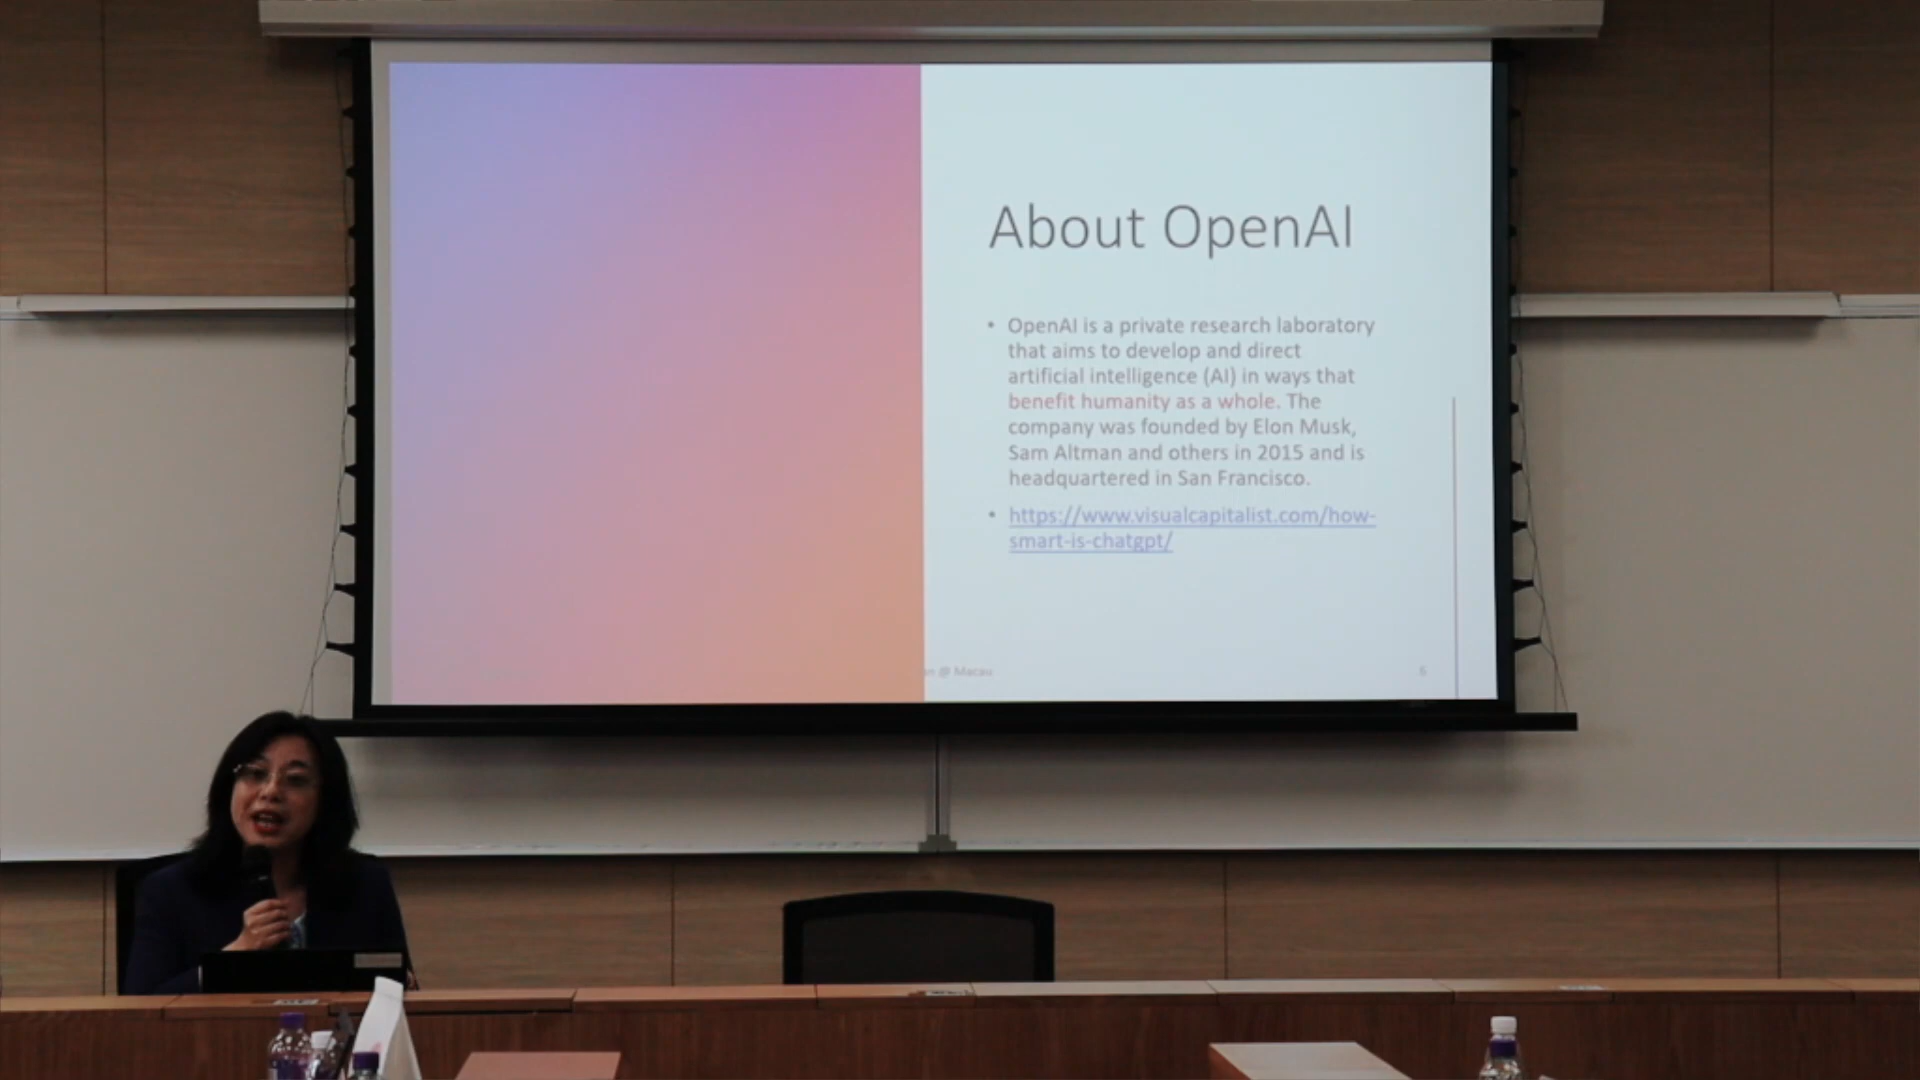 About OpenAI
• OpenAI is a private research laboratory
that aims to develop and direct
artificial intelligence (AI) in ways that
benefit humanity as a whole. The
company was founded by Elon Musk,
Sam Altman and others in 2015 and is
headquartered in San Francisco.
• https://www.visualcapitalist.com/how-
smart-is-chatgpt/
@ Macau
6